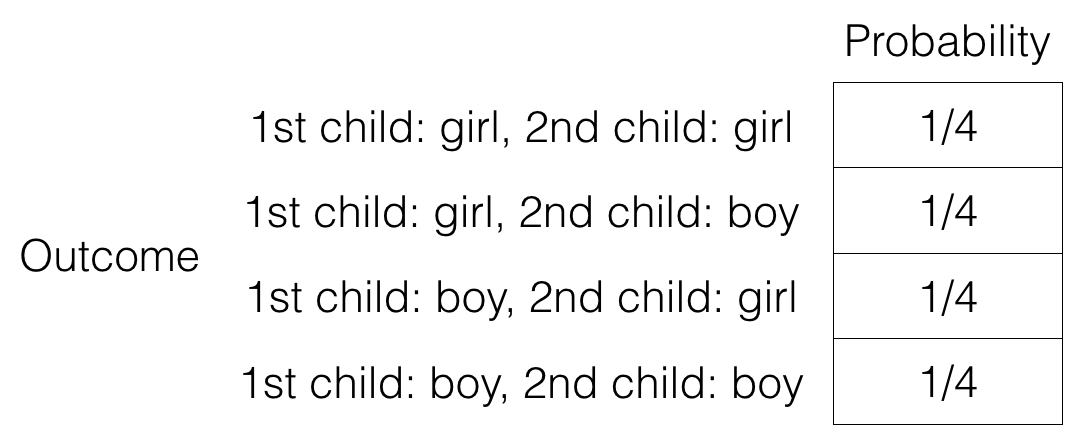 Probability
1st child: girl, 2nd child: girl 1/4
1st child: girl, 2nd child: boy 1/4
Outcome
1st child: boy, 2nd child: girl 1/4
1st child: boy, 2nd child: boy 1/4